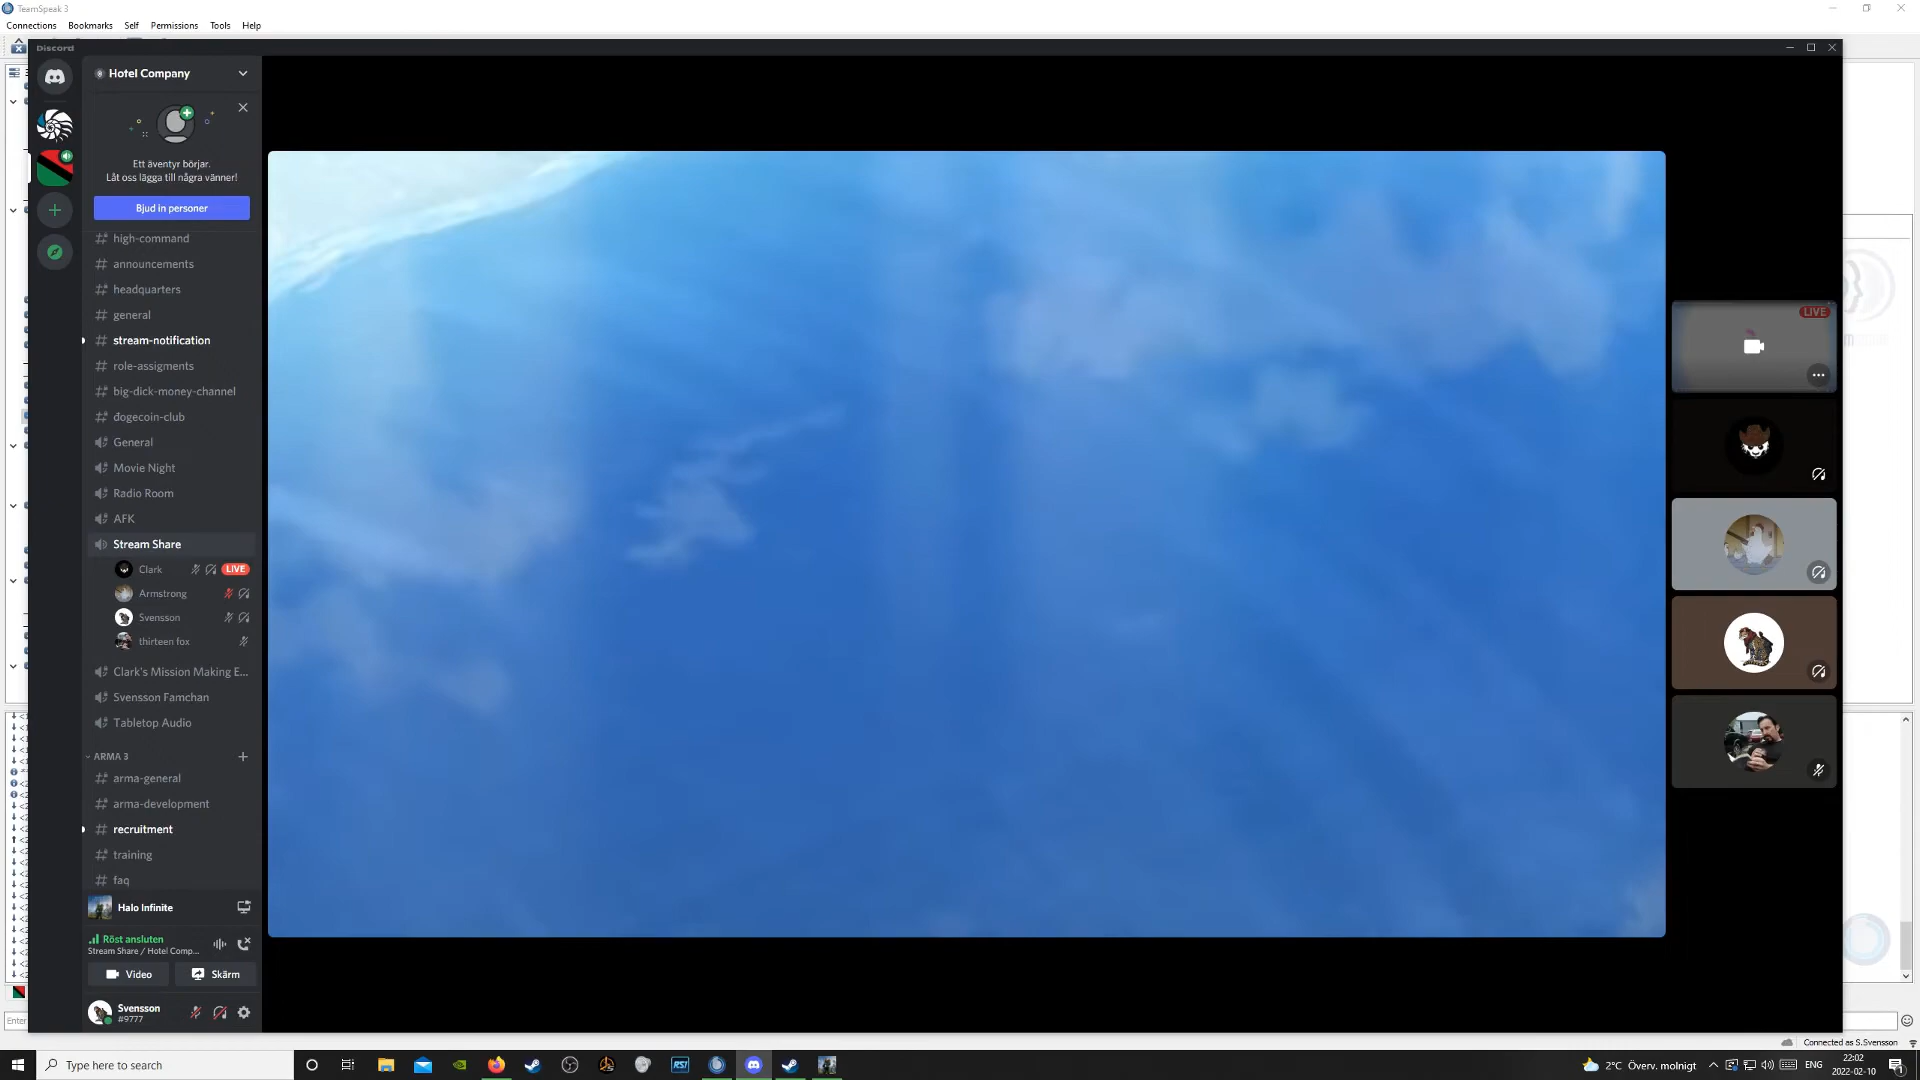 TeamSpeak 3
Connections Bookmarks Self Permissions Tools Help
Discord
Hotel Company
Ett äventyr börjar.
Låt oss lägga till några vänner!
Bjud in personer
high-command
announcements
headquarters
general
stream-notification
role-assigments
big-dick-money-channel
dogecoin-club
General
Movie Night
Radio Room
AFK
Stream Share
Clark LIVE
Armstrong
Svensson
thirteen fox
Clark's Mission Making E...
Svensson Famchan
Tabletop Audio
ARMA 3
arma-general
arma-development
recruitment
training
faq
Halo Infinite
Röst ansluten
Stream Share / Hotel Comp...
Video Skärm
Svensson
#9777
LIVE
Enter
Connected as S.Svensson
Type here to search
RSI
2°C Överv. molnigt
ENG
22:02
2022-02-10
1